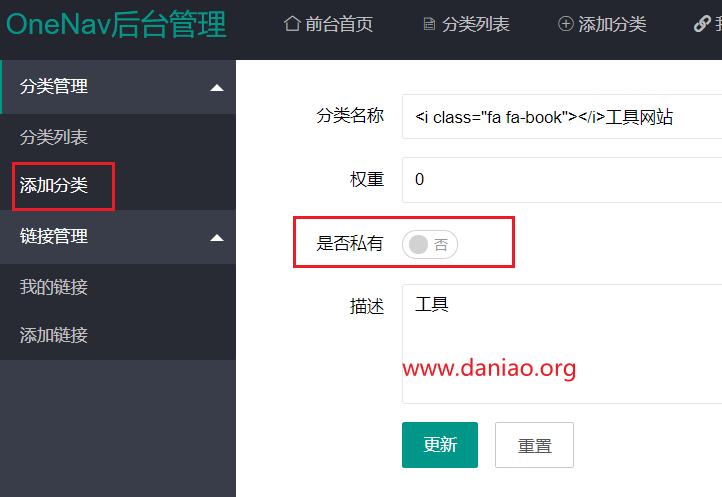 OneNav后台管理
前台首页
分类列表
添加分类
分类管理
分类列表
添加分类
链接管理
我的链接
添加链接
分类名称
<i class="fa fa-book"></i>工具网站
权重
0
是否私有
否
描述
工具
www.daniao.org
更新
重置